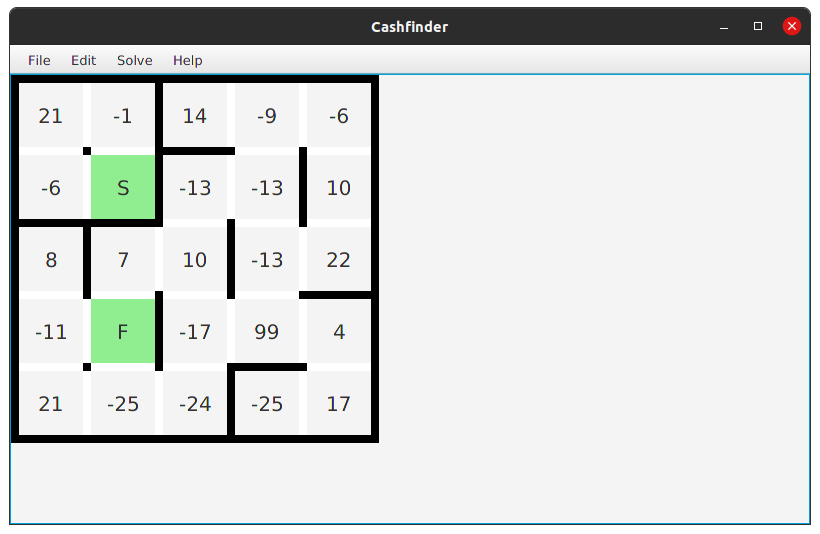 Cashfinder
File Edit Solve Help
21 -1 14 -9 -6
-6 S -13 -13 10
8 7 10 -13 22
-11 F -17 99 4
21 -25 -24 -25 17